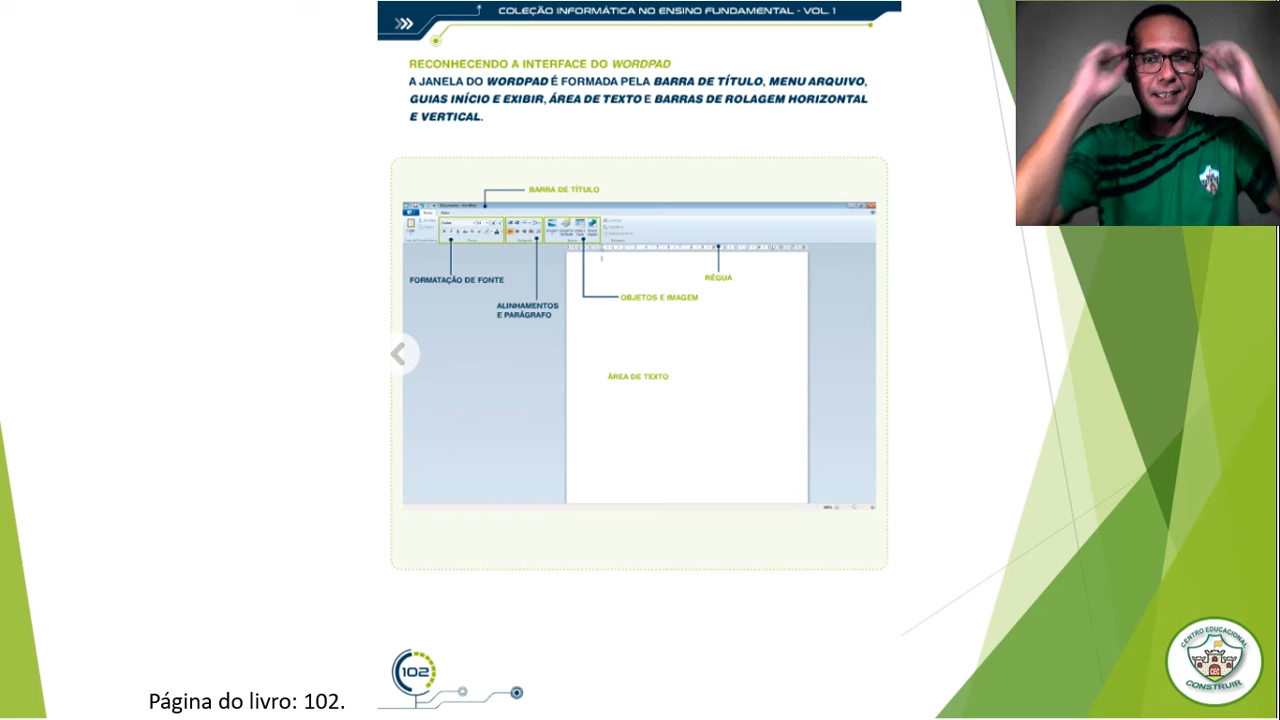 COLEÇÃO INFORMÁTICA NO ENSINO FUNDAMENTAL - VOL. 1
RECONHECENDO A INTERFACE DO WORDPAD
A JANELA DO WORDPAD É FORMADA PELA BARRA DE TÍTULO, MENU ARQUIVO,
GUIAS INÍCIO E EXIBIR, ÁREA DE TEXTO E BARRAS DE ROLAGEM HORIZONTAL
E VERTICAL.
BARRA DE TÍTULO
FORMATAÇÃO DE FONTE
RÉGUA
ALINHAMENTOS
E PARÁGRAFO
OBJETOS E IMAGEM
ÁREA DE TEXTO
102
Página do livro: 102.
CENTRO EDUCACIONAL
CEC
CONSTRUIR